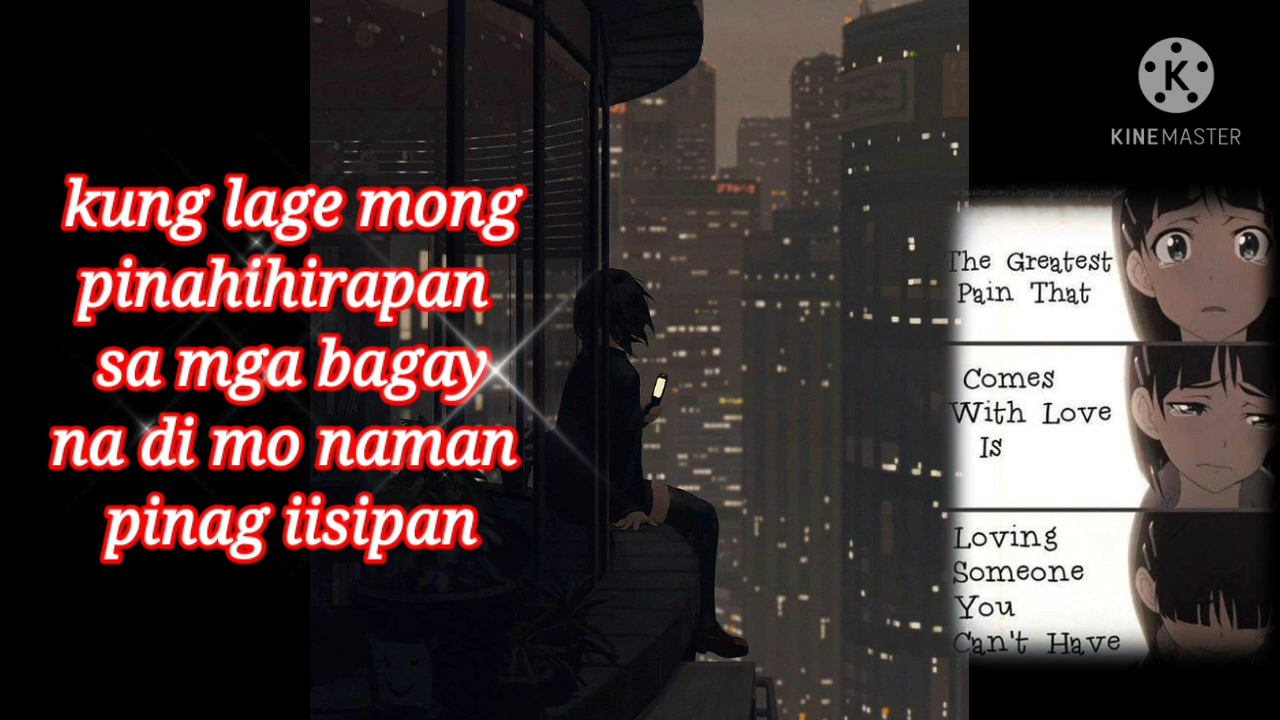 kung lage mong
pinahihirapan
sa mga bagay
na di mo naman
pinag iisipan
K
KINEMASTER
The Greatest
Pain That
Comes
With Love
Is
Loving
Someone
You
Can't Have